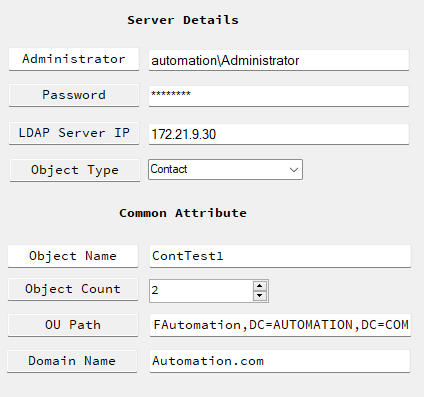 Server Details
Administrator automation\Administrator
Password ********
LDAP Server IP 172.21.9.30
Object Type Contact
Common Attribute
Object Name ContTest1
Object Count 2
OU Path FAutomation,DC=AUTOMATION,DC=COM
Domain Name Automation.com